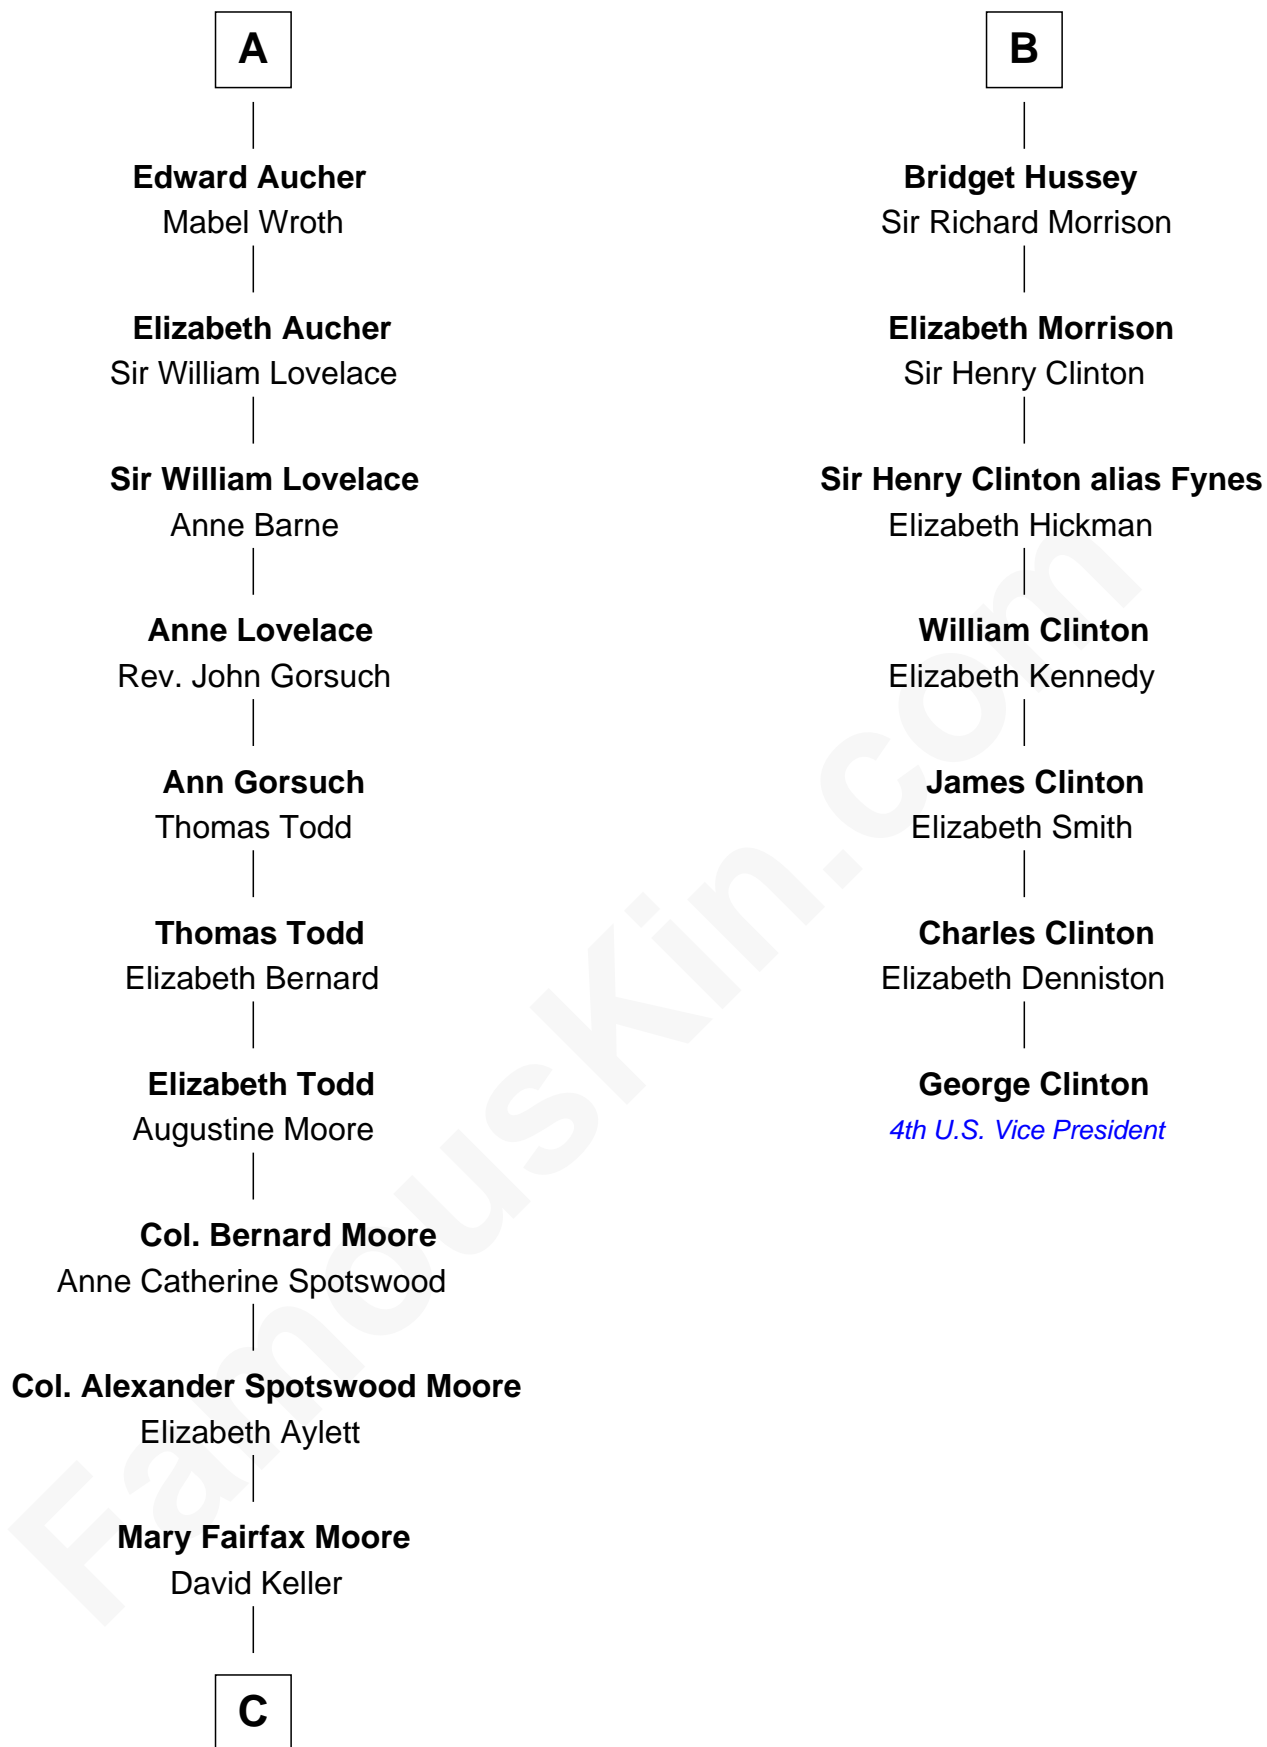 A
Edward Aucher
Mabel Wroth
Elizabeth Aucher
Sir William Lovelace
Sir William Lovelace
Anne Barne
Anne Lovelace
Rev. John Gorsuch
Ann Gorsuch
Thomas Todd
Thomas Todd
Elizabeth Bernard
Elizabeth Todd
Augustine Moore
Col. Bernard Moore
Anne Catherine Spotswood
Col. Alexander Spotswood Moore
Elizabeth Aylett
Mary Fairfax Moore
David Keller
C
B
Bridget Hussey
Sir Richard Morrison
Elizabeth Morrison
Sir Henry Clinton
Sir Henry Clinton alias Fynes
Elizabeth Hickman
William Clinton
Elizabeth Kennedy
James Clinton
Elizabeth Smith
Charles Clinton
Elizabeth Denniston
George Clinton
4th U.S. Vice President
FamousKin.com